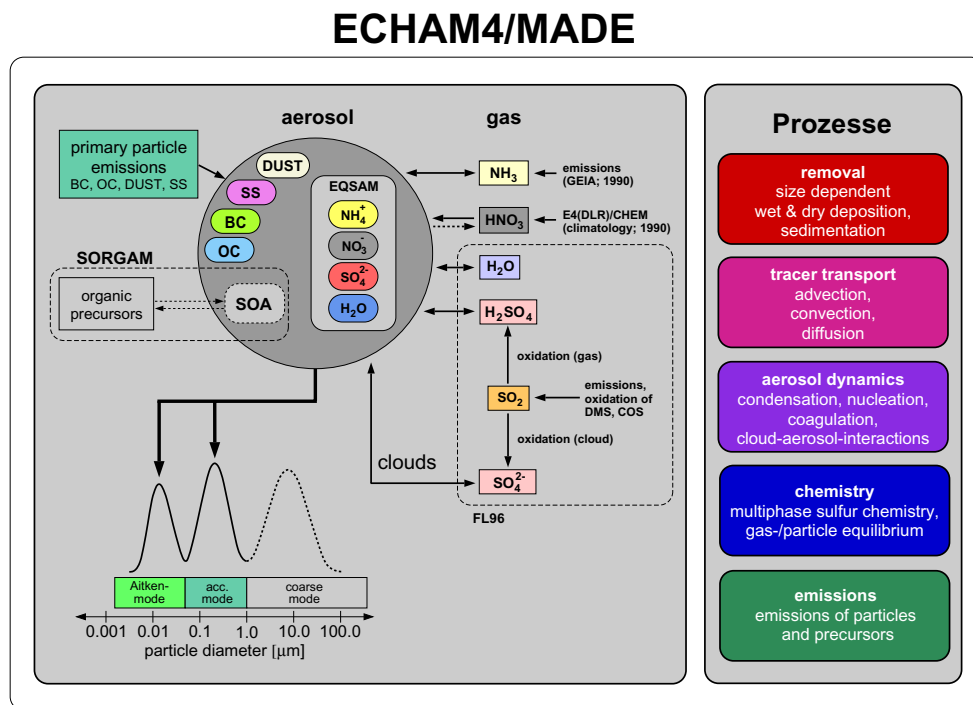 ECHAM4/MADE
aerosol
gas
primary particle
emissions
BC, OC, DUST, SS
DUST
SS
BC
OC
EQSAM
NH₄⁺
NO₃⁻
SO₄²⁻
H₂O
SORGAM
organic
precursors
SOA
NH₃
emissions
(GEIA; 1990)
HNO₃
E4(DLR)/CHEM
(climatology; 1990)
H₂O
H₂SO₄
oxidation (gas)
SO₂
emissions,
oxidation of
DMS, COS
oxidation (cloud)
clouds
SO₄²⁻
FL96
Aitken-
mode
acc.
mode
coarse
mode
0.001 0.01 0.1 1.0 10.0 100.0
particle diameter [μm]
Prozesse
removal
size dependent
wet & dry deposition,
sedimentation
tracer transport
advection,
convection,
diffusion
aerosol dynamics
condensation, nucleation,
coagulation,
cloud-aerosol-interactions
chemistry
multiphase sulfur chemistry,
gas-/particle equilibrium
emissions
emissions of particles
and precursors